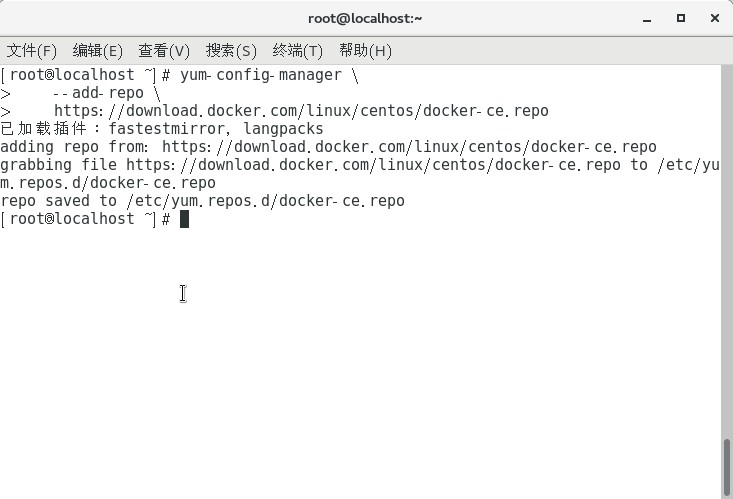 root@localhost:~
文件(F) 编辑(E) 查看(V) 搜索(S) 终端(T) 帮助(H)
[root@localhost ~]# yum-config-manager \
>     --add-repo \
>     https://download.docker.com/linux/centos/docker-ce.repo
已加载插件：fastestmirror, langpacks
adding repo from: https://download.docker.com/linux/centos/docker-ce.repo
grabbing file https://download.docker.com/linux/centos/docker-ce.repo to /etc/yu
m.repos.d/docker-ce.repo
repo saved to /etc/yum.repos.d/docker-ce.repo
[root@localhost ~]#